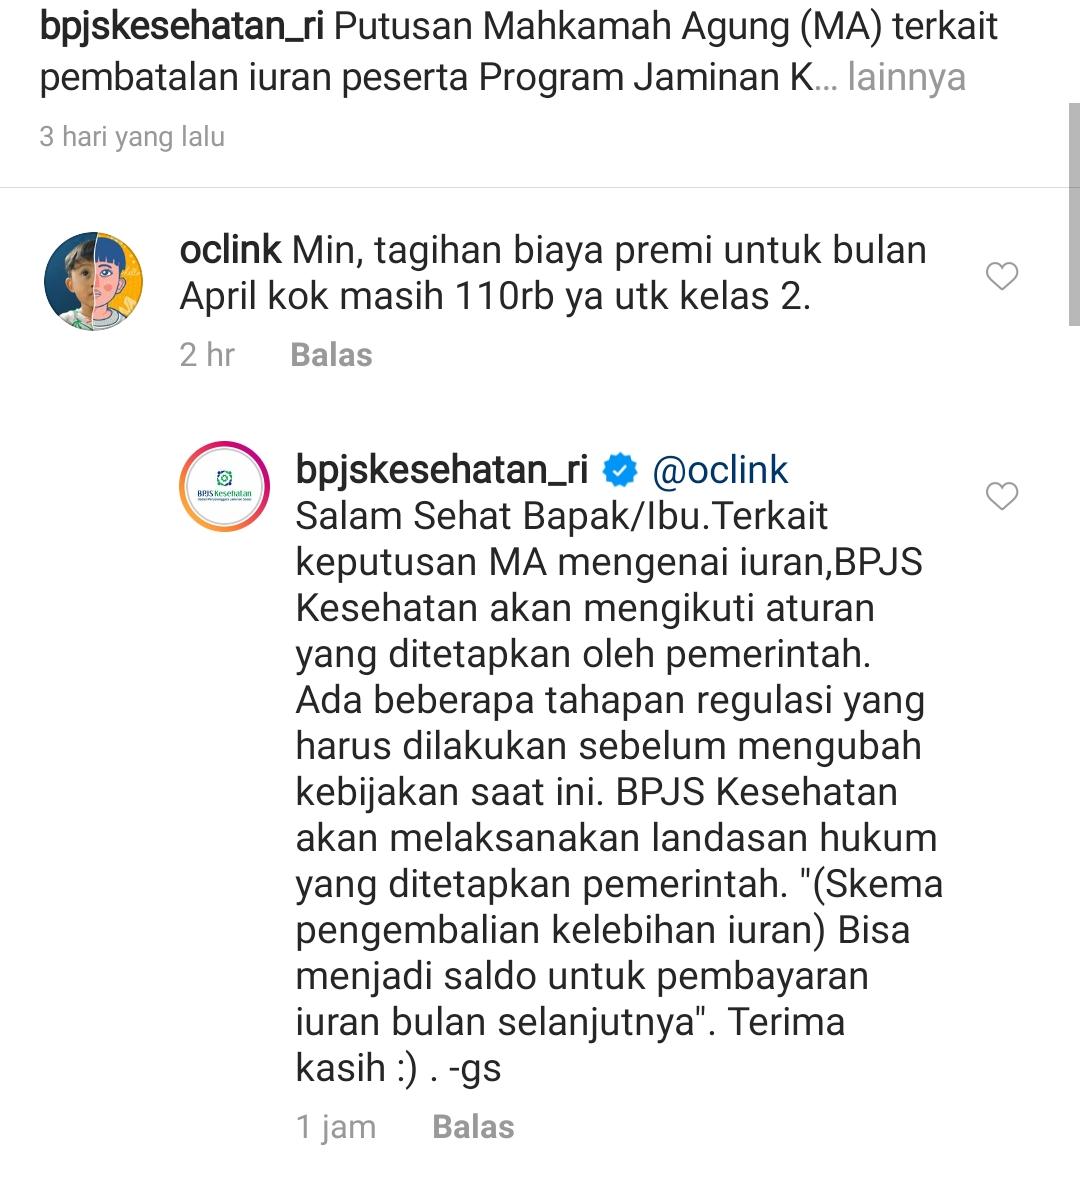 bpjskesehatan_ri Putusan Mahkamah Agung (MA) terkait
pembatalan iuran peserta Program Jaminan K... lainnya
3 hari yang lalu
oclink Min, tagihan biaya premi untuk bulan
April kok masih 110rb ya utk kelas 2.
2 hr Balas
BPJS Kesehatan
bpjskesehatan_ri @oclink
Salam Sehat Bapak/Ibu.Terkait
keputusan MA mengenai iuran,BPJS
Kesehatan akan mengikuti aturan
yang ditetapkan oleh pemerintah.
Ada beberapa tahapan regulasi yang
harus dilakukan sebelum mengubah
kebijakan saat ini. BPJS Kesehatan
akan melaksanakan landasan hukum
yang ditetapkan pemerintah. "(Skema
pengembalian kelebihan iuran) Bisa
menjadi saldo untuk pembayaran
iuran bulan selanjutnya". Terima
kasih :) . -gs
1 jam Balas